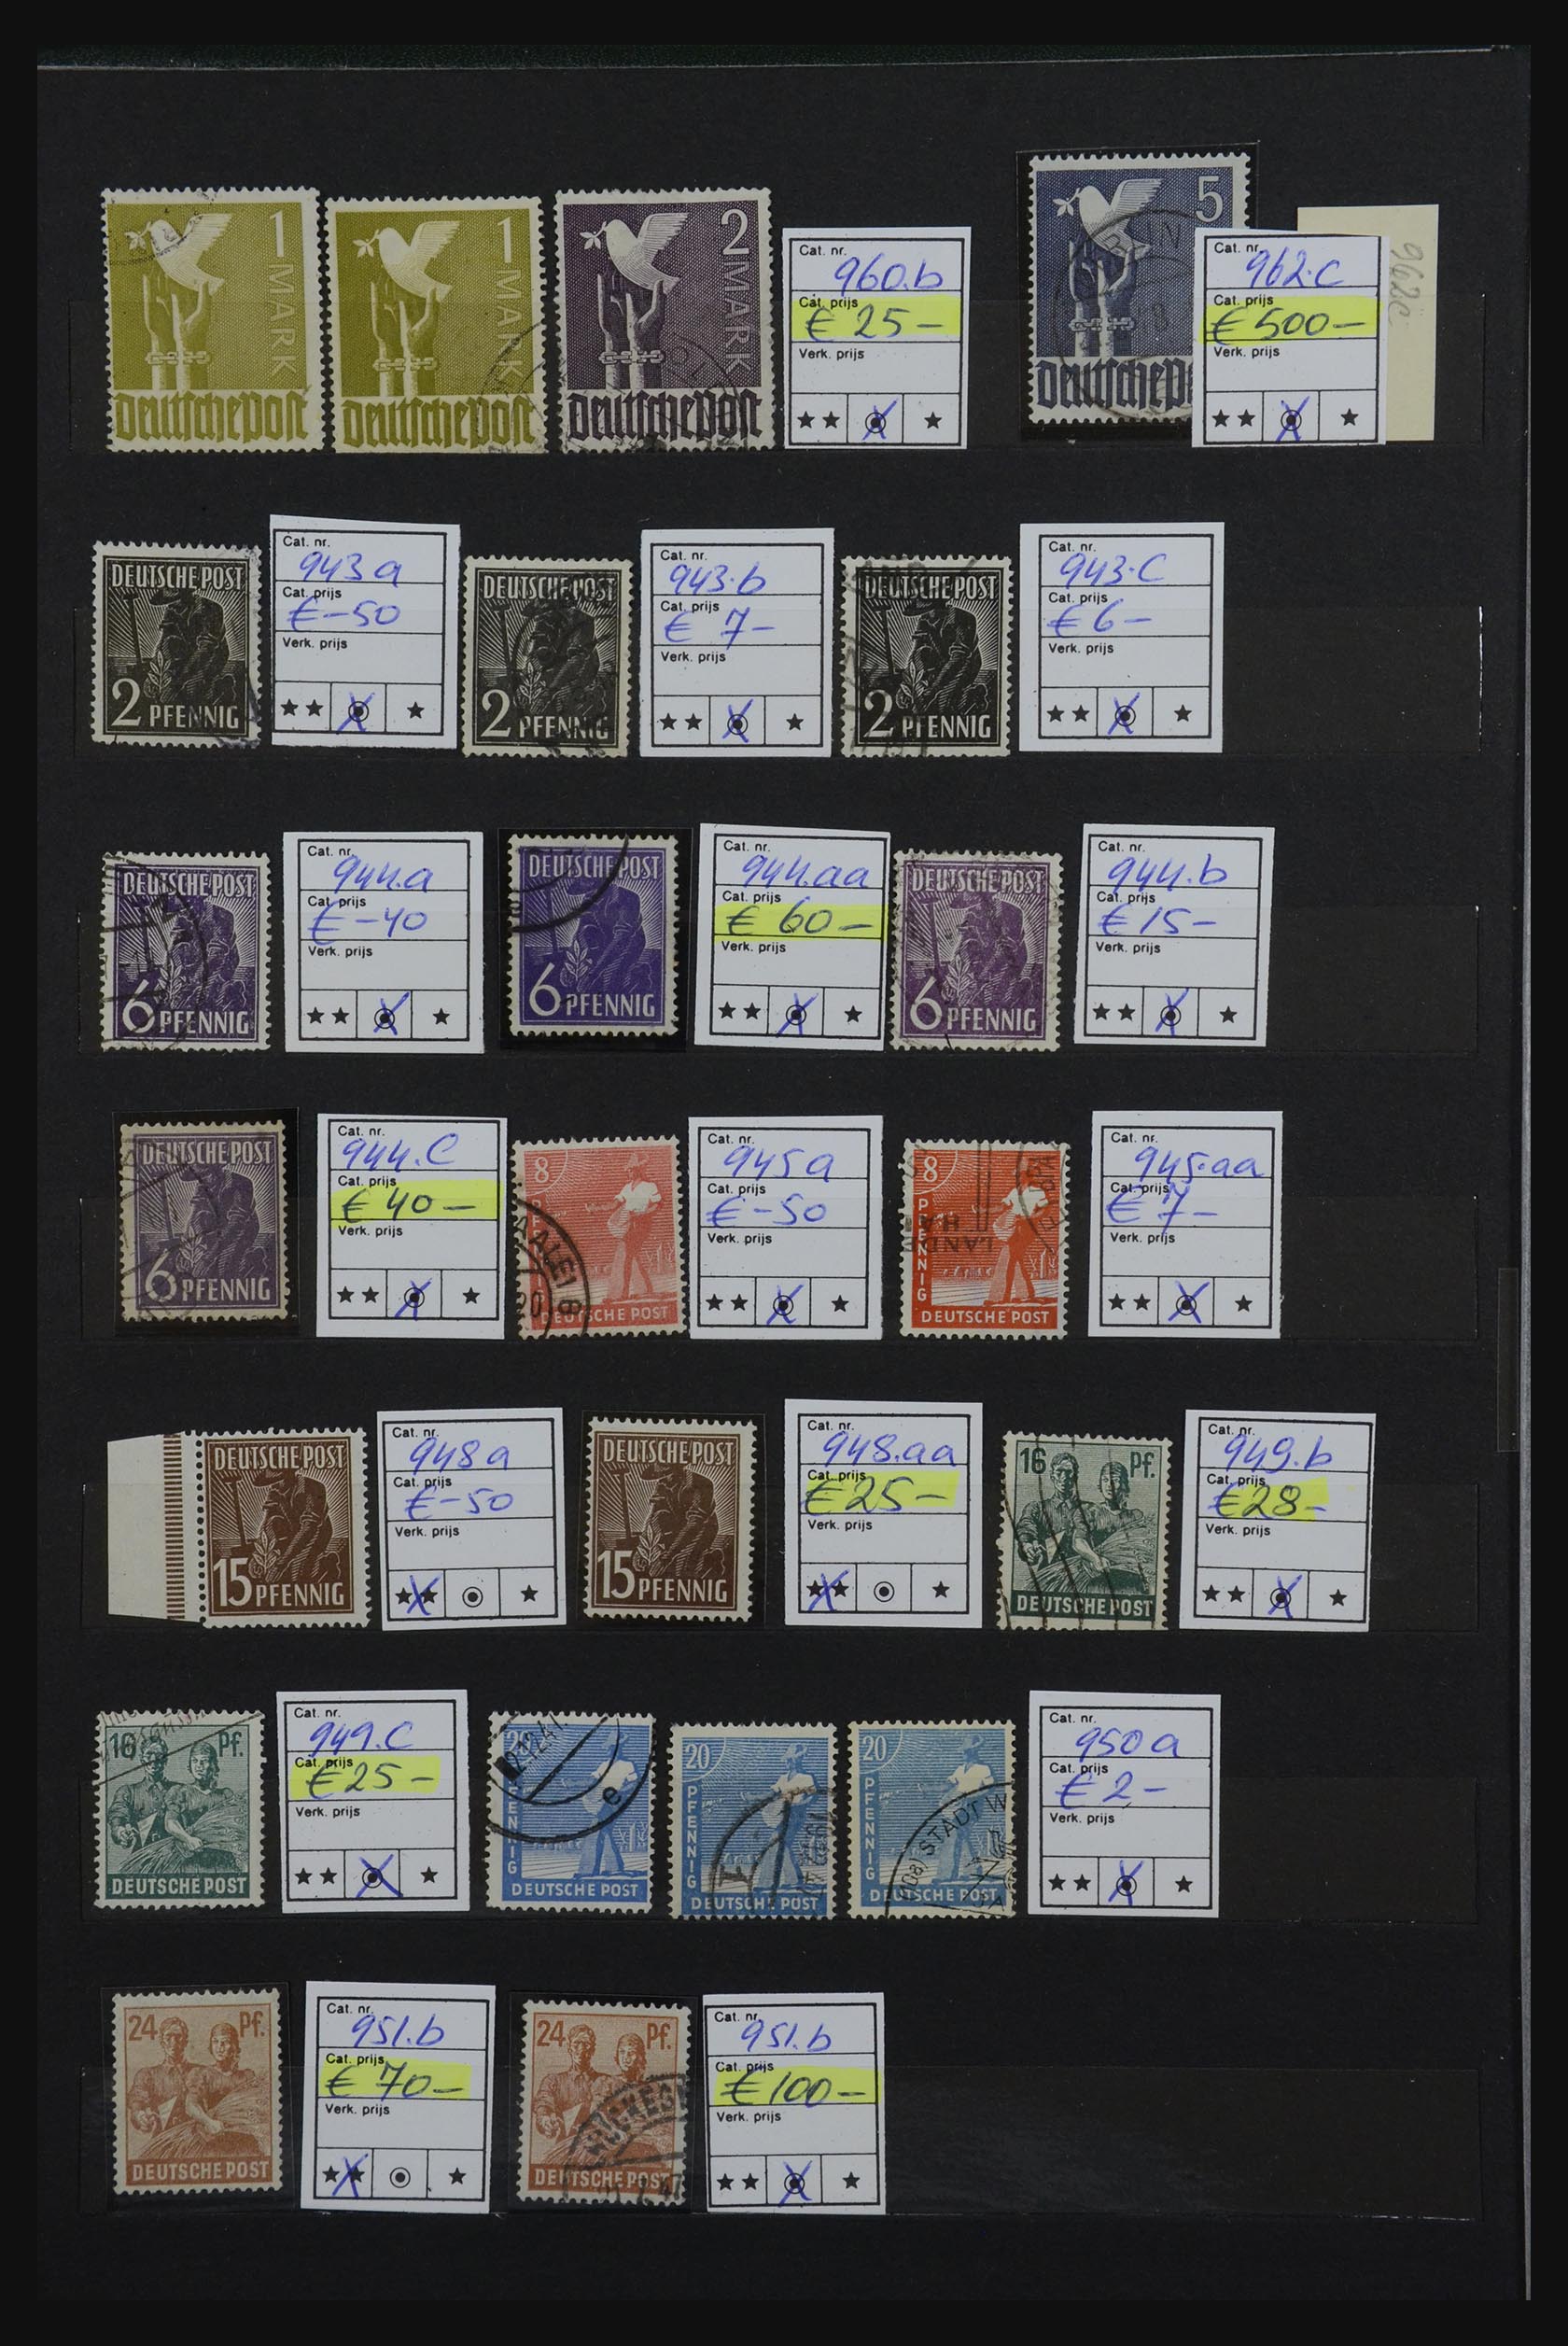 1 MARK
deutsche post
1 MARK
deutsche post
2 MARK
deutsche post
Cat. nr.
960.b
Cat. prijs
€ 25 –
Verk. prijs
★★ ★
5
Cat. nr.
962.C
Cat. prijs
€ 500 –
Verk. prijs
★★ ★
962c.
DEUTSCHE POST
2 PFENNIG
Cat. nr.
943 a
Cat. prijs
€ –50
Verk. prijs
★★ ★
DEUTSCHE POST
2 PFENNIG
Cat. nr.
943.b
Cat. prijs
€ 7 –
Verk. prijs
★★ ★
DEUTSCHE POST
2 PFENNIG
Cat. nr.
943.C
Cat. prijs
€ 6 –
Verk. prijs
★★ ★
DEUTSCHE POST
6 PFENNIG
Cat. nr.
944.a
Cat. prijs
€ –40
Verk. prijs
★★ ★
DEUTSCHE POST
6 PFENNIG
Cat. nr.
944.aa
Cat. prijs
€ 60 –
Verk. prijs
★★ ★
DEUTSCHE POST
6 PFENNIG
Cat. nr.
944.b
Cat. prijs
€ 15 –
Verk. prijs
★★ ★
DEUTSCHE POST
6 PFENNIG
Cat. nr.
944.C
Cat. prijs
€ 40 –
Verk. prijs
★★ ★
8
DEUTSCHE POST
Cat. nr.
945 a
Cat. prijs
€ –50
Verk. prijs
★★ ★
8
PFENNIG
DEUTSCHE POST
Cat. nr.
945.aa
Cat. prijs
€ 7 –
Verk. prijs
★★ ★
DEUTSCHE POST
15 PFENNIG
Cat. nr.
948 a
Cat. prijs
€ –50
Verk. prijs
★★ ★
DEUTSCHE POST
15 PFENNIG
Cat. nr.
948.aa
Cat. prijs
€ 25 –
Verk. prijs
★★ ★
16 Pf.
DEUTSCHE POST
Cat. nr.
949.b
Cat. prijs
€ 28 –
Verk. prijs
★★ ★
16 Pf.
DEUTSCHE POST
Cat. nr.
949.C
Cat. prijs
€ 25 –
Verk. prijs
★★ ★
20
PFENNIG
DEUTSCHE POST
20
PFENNIG
DEUTSCHE POST
20
PFENNIG
DEUTSCHE POST
STADT W
Cat. nr.
950 a
Cat. prijs
€ 2 –
Verk. prijs
★★ ★
24 Pf.
DEUTSCHE POST
Cat. nr.
951.b
Cat. prijs
€ 70 –
Verk. prijs
★★ ★
24 Pf.
DEUTSCHE POST
Cat. nr.
951.b
Cat. prijs
€ 100 –
Verk. prijs
★★ ★